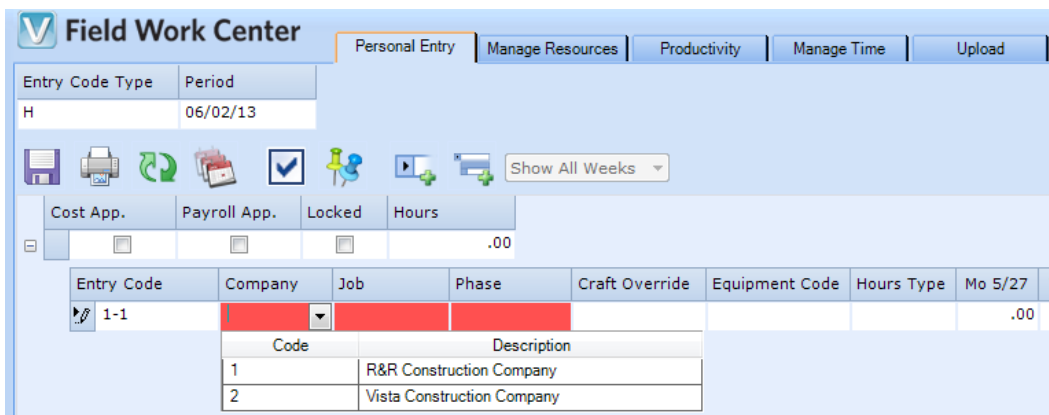 V Field Work Center
Personal Entry Manage Resources Productivity Manage Time Upload
Entry Code Type Period
H 06/02/13
Show All Weeks
Cost App. Payroll App. Locked Hours
.00
Entry Code Company Job Phase Craft Override Equipment Code Hours Type Mo 5/27
1-1 .00
Code Description
1 R&R Construction Company
2 Vista Construction Company